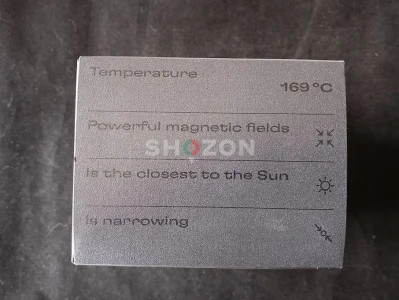 Temperature
169°C
Powerful magnetic fields
SHOZON
Is the closest to the Sun
Is narrowing